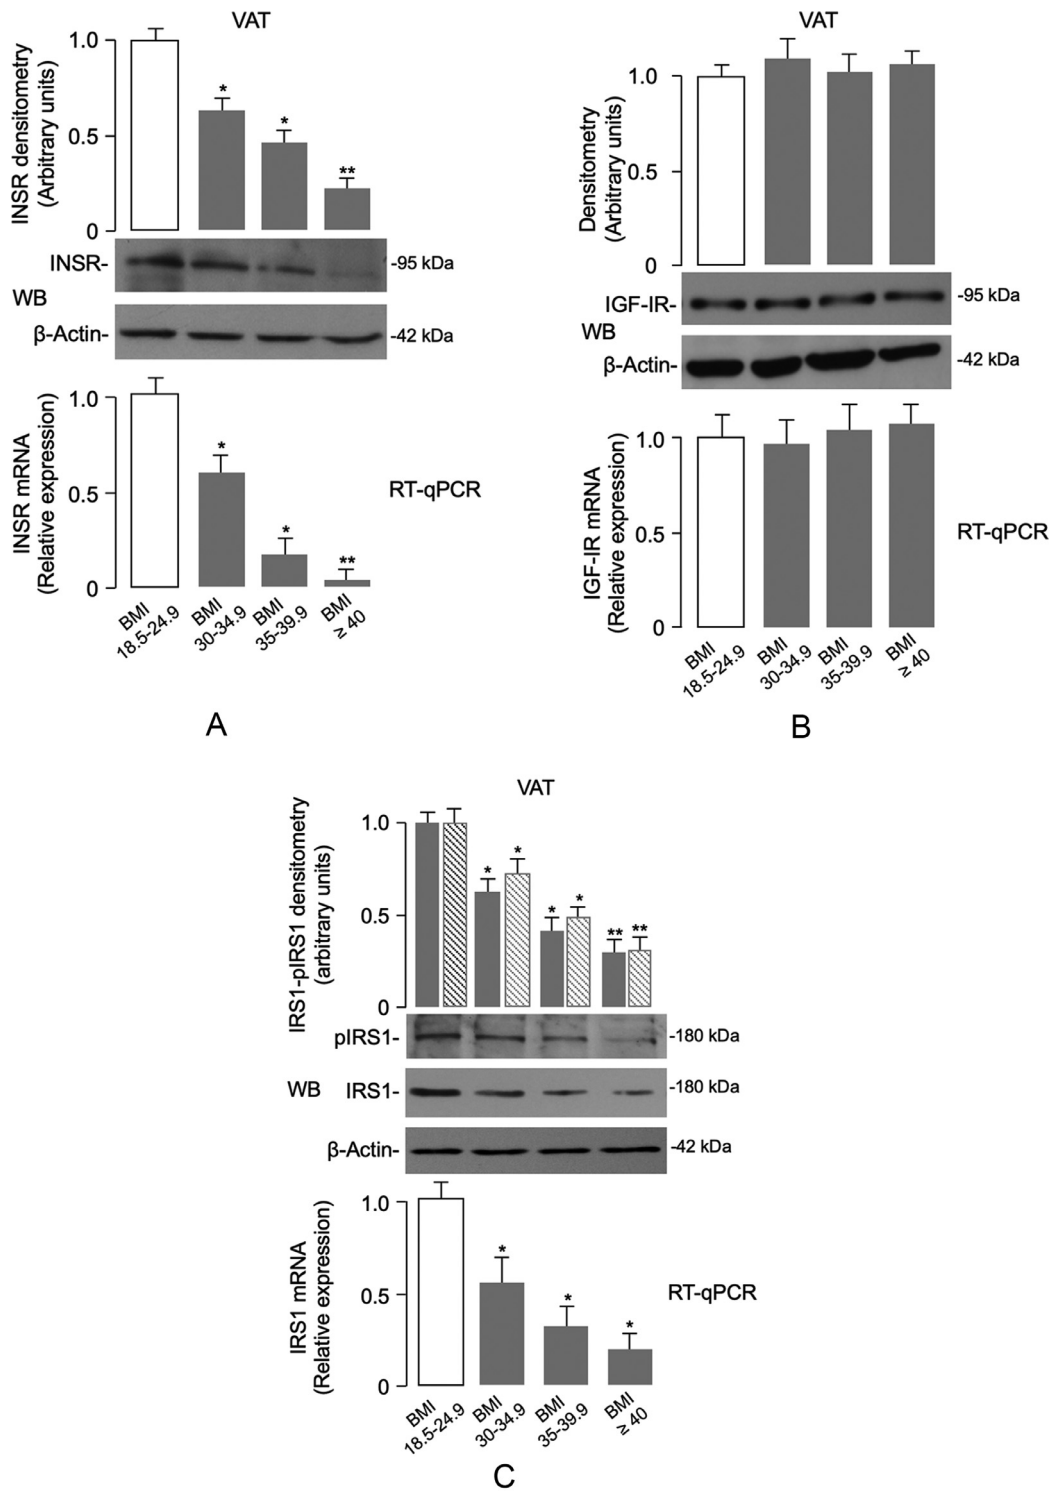 VAT
INSR densitometry
(Arbitrary units)
1.0
0.5
0
*
*
**
INSR-
-95 kDa
WB
β-Actin-
-42 kDa
INSR mRNA
(Relative expression)
1.0
0.5
0
*
*
**
RT-qPCR
BMI
18.5-24.9
BMI
30-34.9
BMI
35-39.9
BMI
≥ 40
A
VAT
Densitometry
(Arbitrary units)
1.0
0.5
0
IGF-IR-
-95 kDa
WB
β-Actin-
-42 kDa
IGF-IR mRNA
(Relative expression)
1.0
0.5
0
RT-qPCR
BMI
18.5-24.9
BMI
30-34.9
BMI
35-39.9
BMI
≥ 40
B
VAT
IRS1-pIRS1 densitometry
(arbitrary units)
1.0
0.5
0
*
*
*
*
**
**
pIRS1-
-180 kDa
WB
IRS1-
-180 kDa
β-Actin-
-42 kDa
IRS1 mRNA
(Relative expression)
1.0
0.5
0
*
*
*
RT-qPCR
BMI
18.5-24.9
BMI
30-34.9
BMI
35-39.9
BMI
≥ 40
C